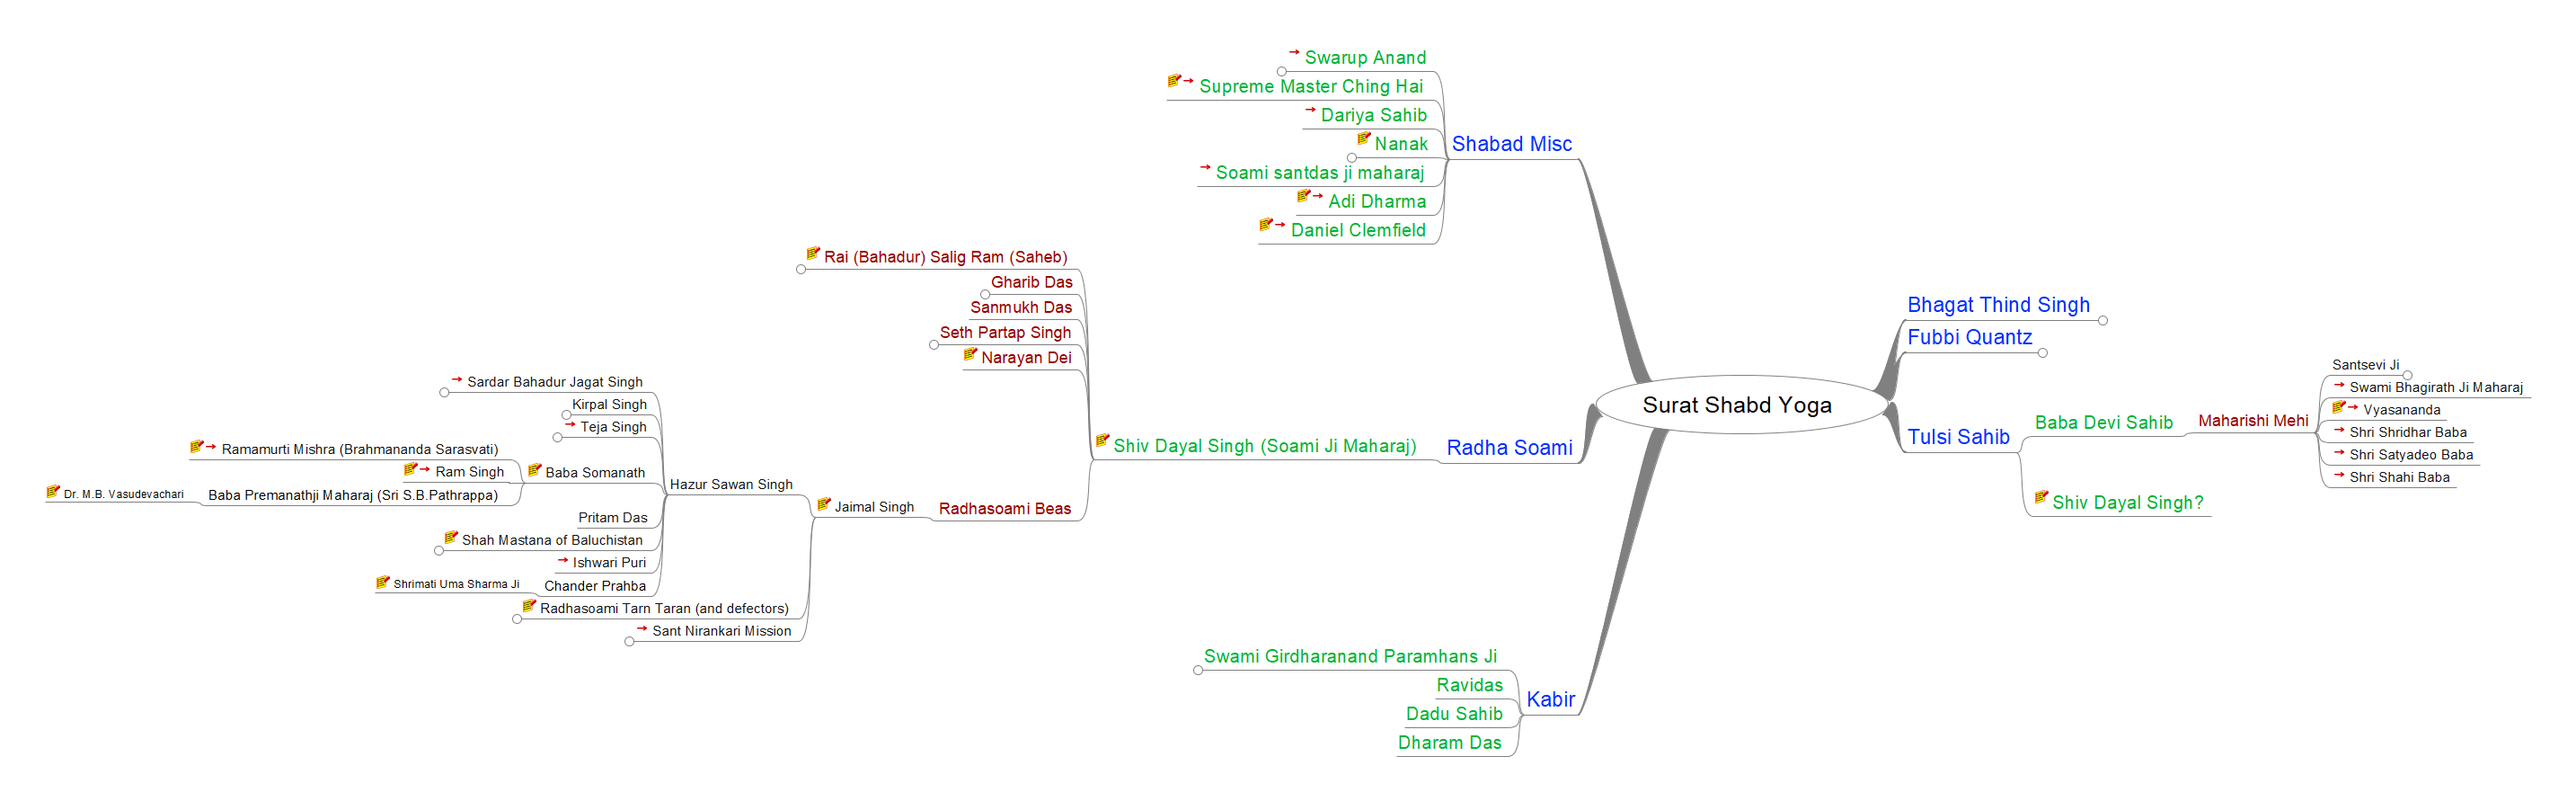 Swarup Anand
Supreme Master Ching Hai
Dariya Sahib
Nanak
Soami santdas ji maharaj
Adi Dharma
Daniel Clemfield
Shabad Misc
Rai (Bahadur) Salig Ram (Saheb)
Gharib Das
Sanmukh Das
Seth Partap Singh
Narayan Dei
Sardar Bahadur Jagat Singh
Kirpal Singh
Teja Singh
Ramamurti Mishra (Brahmananda Sarasvati)
Ram Singh
Baba Somanath
Dr. M.B. Vasudevachari
Baba Premanathji Maharaj (Sri S.B.Pathrappa)
Hazur Sawan Singh
Pritam Das
Shah Mastana of Baluchistan
Ishwari Puri
Shrimati Uma Sharma Ji
Chander Prahba
Radhasoami Tarn Taran (and defectors)
Sant Nirankari Mission
Jaimal Singh
Radhasoami Beas
Shiv Dayal Singh (Soami Ji Maharaj)
Radha Soami
Surat Shabd Yoga
Swami Girdharanand Paramhans Ji
Ravidas
Dadu Sahib
Dharam Das
Kabir
Bhagat Thind Singh
Fubbi Quantz
Tulsi Sahib
Baba Devi Sahib
Maharishi Mehi
Santsevi Ji
Swami Bhagirath Ji Maharaj
Vyasananda
Shri Shridhar Baba
Shri Satyadeo Baba
Shri Shahi Baba
Shiv Dayal Singh?